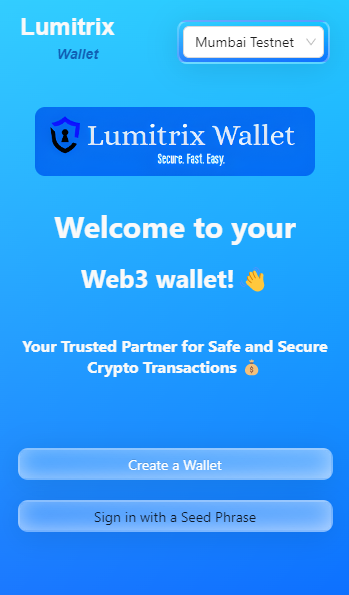 Lumitrix
Wallet
Mumbai Testnet
Lumitrix Wallet
Secure. Fast. Easy.
Welcome to your
Web3 wallet! 👋
Your Trusted Partner for Safe and Secure
Crypto Transactions 💰
Create a Wallet
Sign in with a Seed Phrase